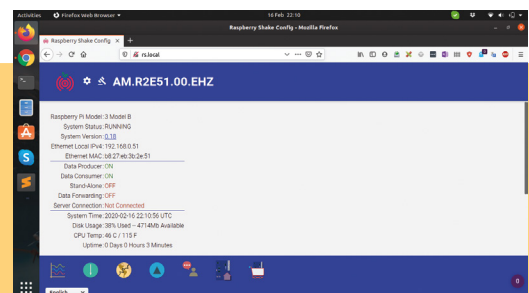 Activities Firefox Web Browser 16 Feb 22:10
Raspberry Shake Config - Mozilla Firefox
Raspberry Shake Config
rs.local
AM.R2E51.00.EHZ
Raspberry Pi Model: 3 Model B
System Status: RUNNING
System Version: 0.18
Ethernet Local IPv4: 192.168.0.51
Ethernet MAC: b8:27:eb:3b:2e:51
Data Producer: ON
Data Consumer: ON
Stand-Alone: OFF
Data Forwarding: OFF
Server Connection: Not Connected
System Time: 2020-02-16 22:10:56 UTC
Disk Usage: 38% Used -- 4714Mb Available
CPU Temp: 46 C / 115 F
Uptime: 0 Days 0 Hours 3 Minutes
English
0